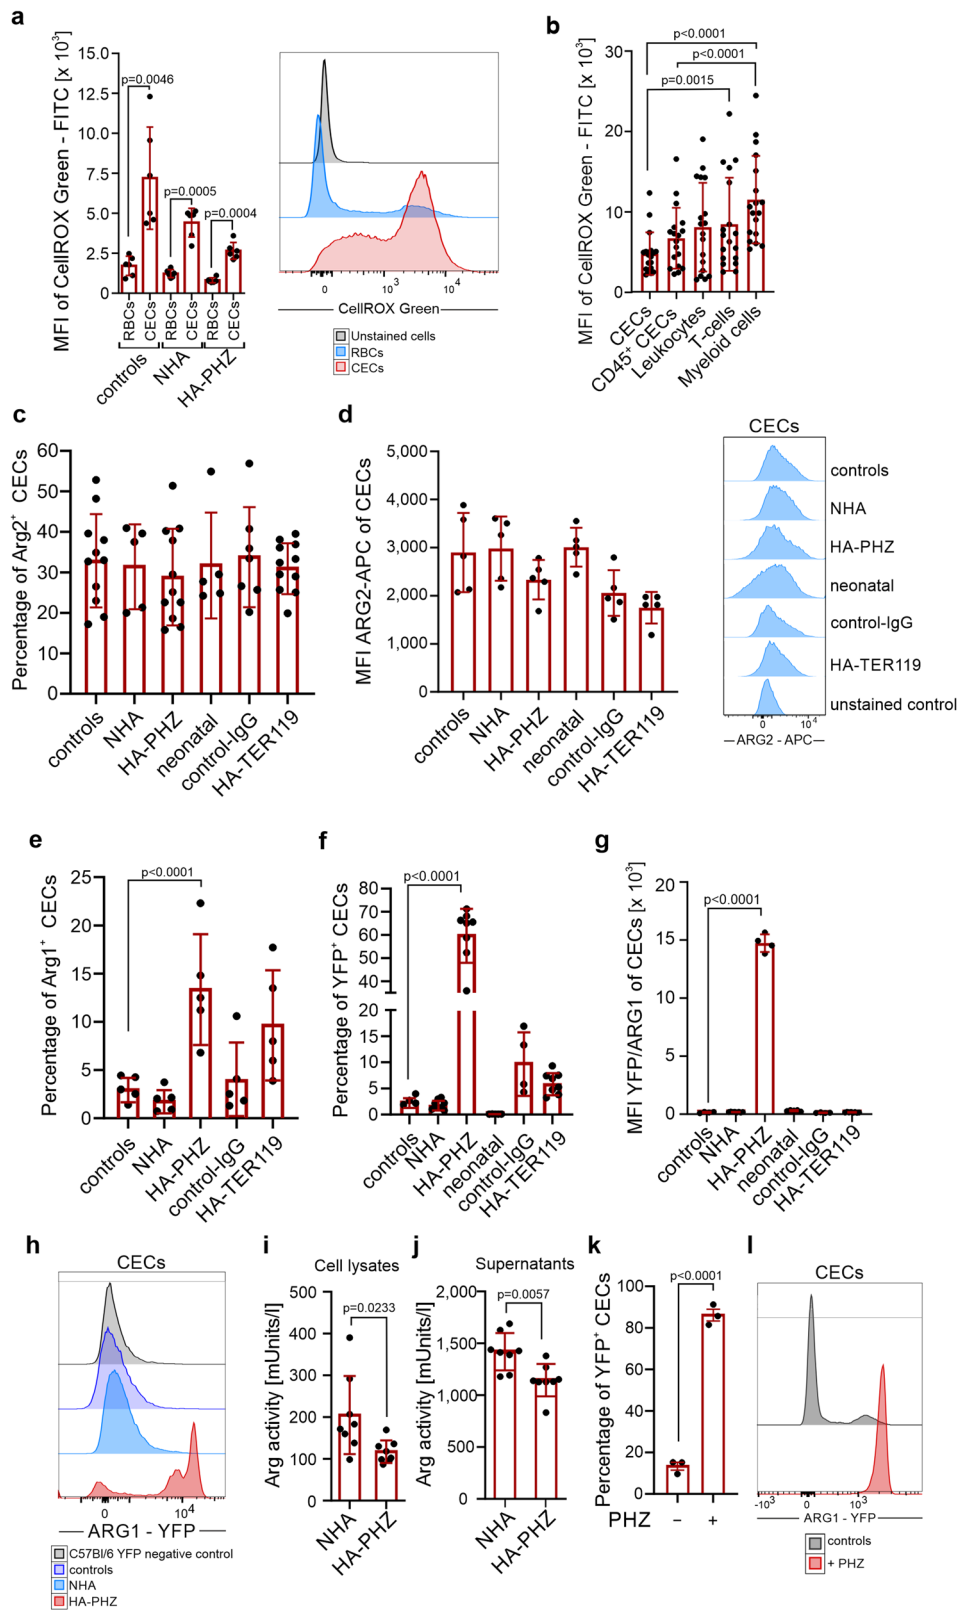 a
MFI of CellROX Green - FITC [x 10³]
15.0
12.5
10.0
7.5
5.0
2.5
0
p=0.0046
p=0.0005
p=0.0004
RBCs
CECs
RBCs
CECs
RBCs
CECs
controls
NHA
HA-PHZ
0
10³
10⁴
CellROX Green
Unstained cells
RBCs
CECs
b
MFI of CellROX Green - FITC [x 10³]
30
20
10
0
p<0.0001
p<0.0001
p=0.0015
CECs
CD45⁺ CECs
Leukocytes
T-cells
Myeloid cells
c
Percentage of Arg2⁺ CECs
60
50
40
30
20
10
0
controls
NHA
HA-PHZ
neonatal
control-IgG
HA-TER119
d
MFI ARG2-APC of CECs
5,000
4,000
3,000
2,000
1,000
0
controls
NHA
HA-PHZ
neonatal
control-IgG
HA-TER119
CECs
controls
NHA
HA-PHZ
neonatal
control-IgG
HA-TER119
unstained control
0
10⁴
ARG2 - APC
e
Percentage of Arg1⁺ CECs
25
20
15
10
5
0
p<0.0001
controls
NHA
HA-PHZ
control-IgG
HA-TER119
f
Percentage of YFP⁺ CECs
80
70
60
50
40
20
10
5
0
p<0.0001
controls
NHA
HA-PHZ
neonatal
control-IgG
HA-TER119
g
MFI YFP/ARG1 of CECs [x 10³]
20
15
10
5
0
p<0.0001
controls
NHA
HA-PHZ
neonatal
control-IgG
HA-TER119
h
CECs
0
10⁴
ARG1 - YFP
C57Bl/6 YFP negative control
controls
NHA
HA-PHZ
i
Cell lysates
Arg activity [mUnits/l]
500
400
300
200
100
0
p=0.0233
NHA
HA-PHZ
j
Supernatants
Arg activity [mUnits/l]
2,000
1,500
1,000
500
0
p=0.0057
NHA
HA-PHZ
k
Percentage of YFP⁺ CECs
100
80
60
40
20
0
p<0.0001
PHZ
−
+
l
CECs
-10³
0
10³
ARG1 - YFP
controls
+ PHZ